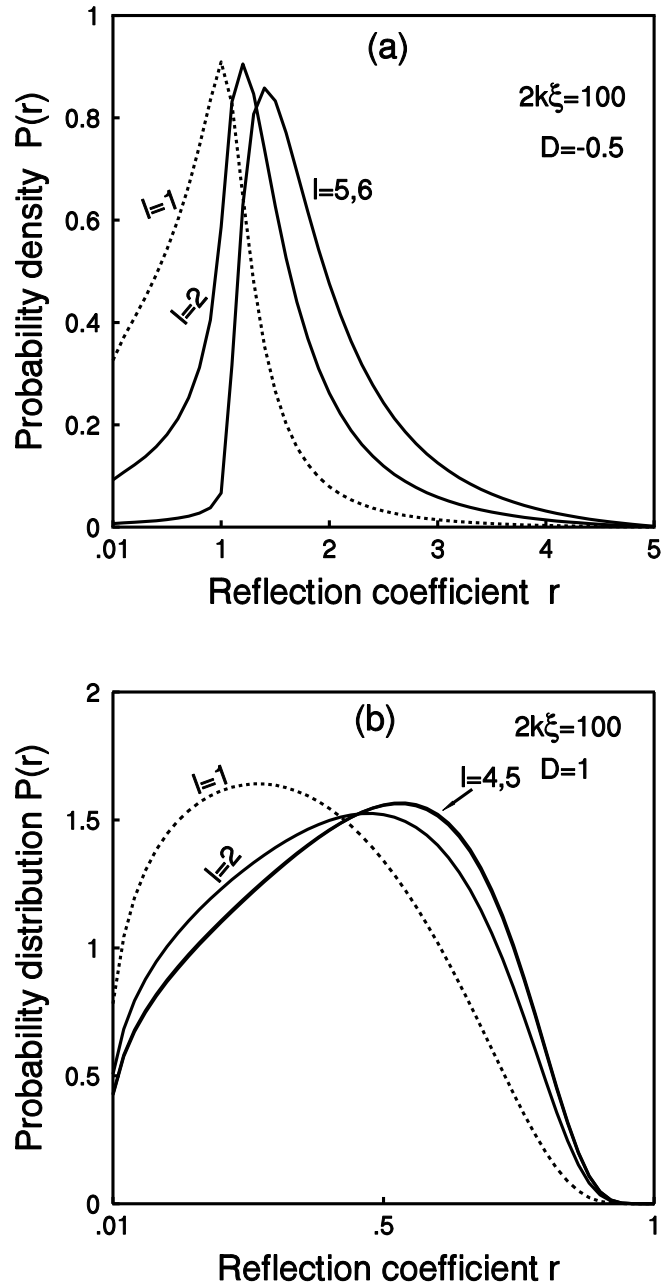 1
(a)
2kξ=100
D=-0.5
0.8
0.6
0.4
0.2
0
l=1
l=2
l=5,6
Probability density P(r)
.01 1 2 3 4 5
Reflection coefficient r
2
(b)
2kξ=100
D=1
1.5
1
0.5
0
l=1
l=2
l=4,5
Probability distribution P(r)
.01 .5 1
Reflection coefficient r